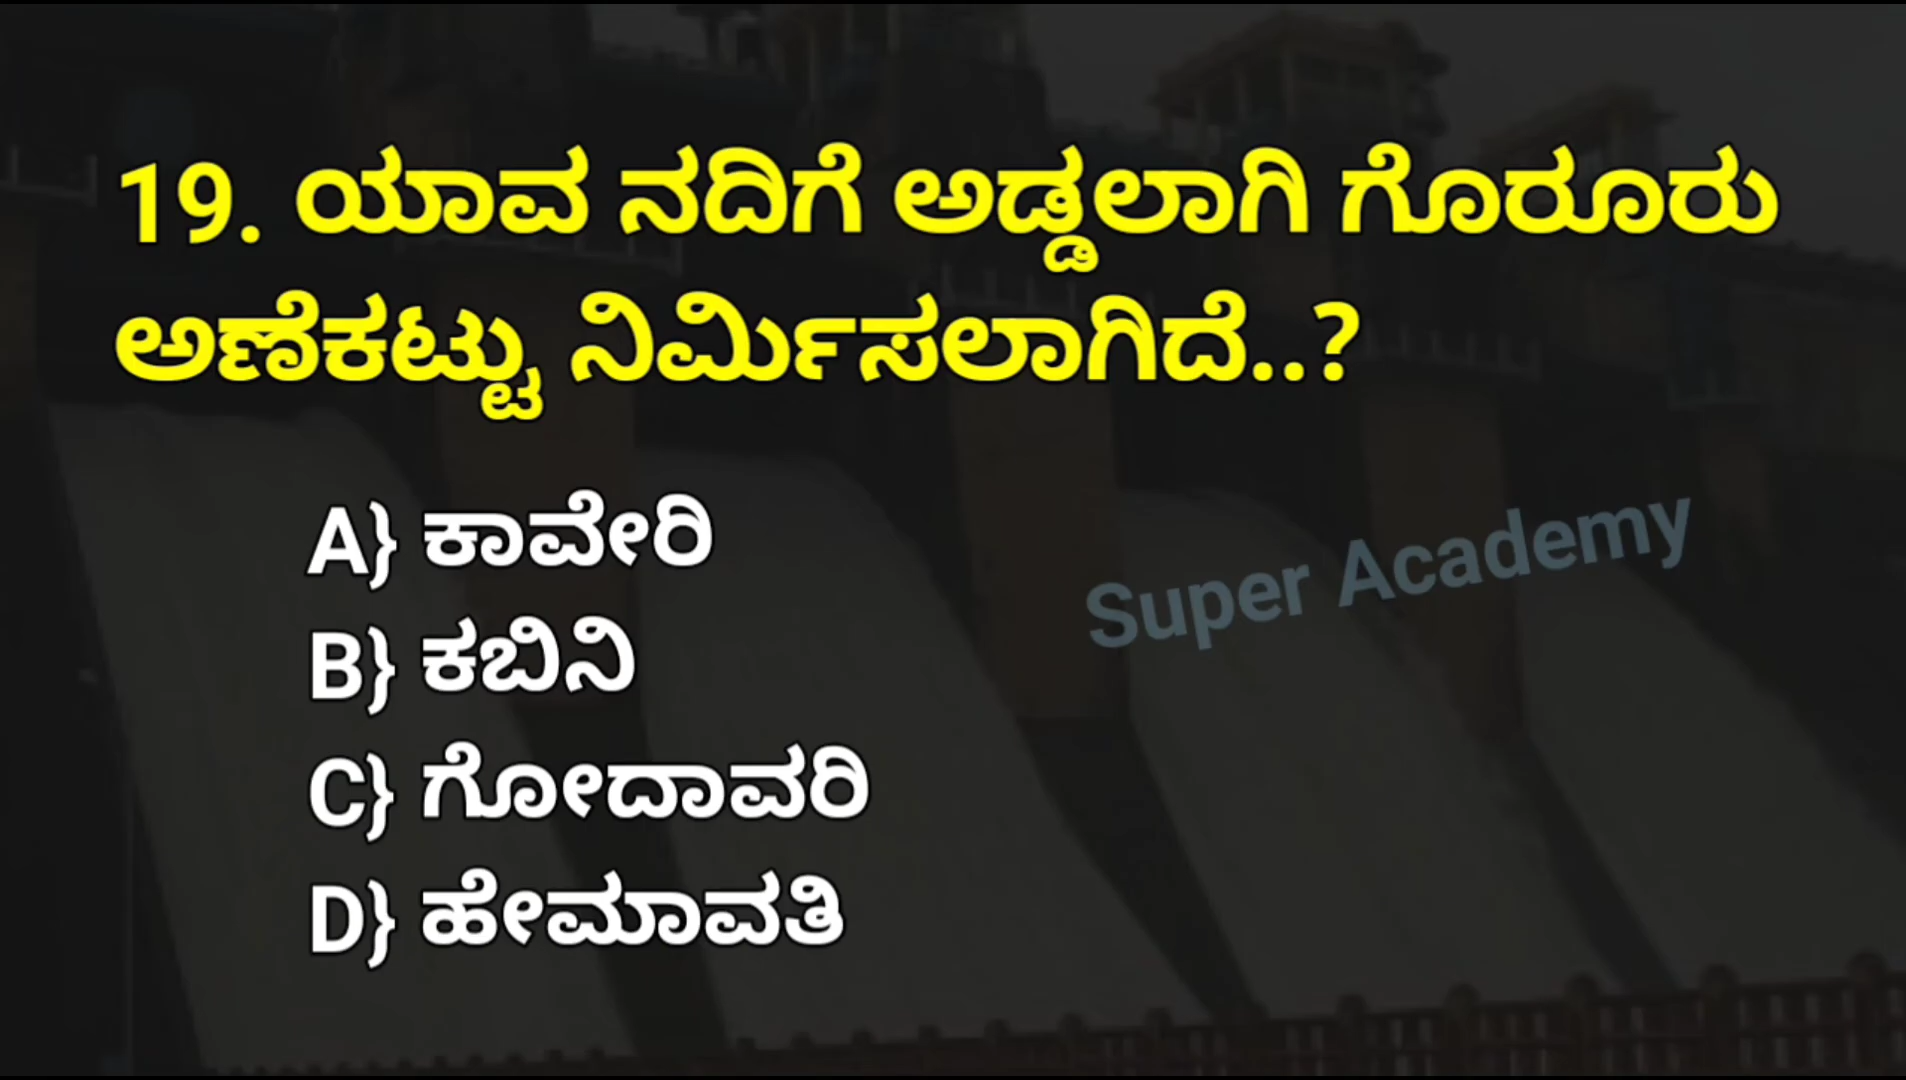 19. ಯಾವ ನದಿಗೆ ಅಡ್ಡಲಾಗಿ ಗೊರೂರು
ಅಣೆಕಟ್ಟು ನಿರ್ಮಿಸಲಾಗಿದೆ..?
A} ಕಾವೇರಿ
B} ಕಬಿನಿ
Super Academy
C} ಗೋದಾವರಿ
D} ಹೇಮಾವತಿ